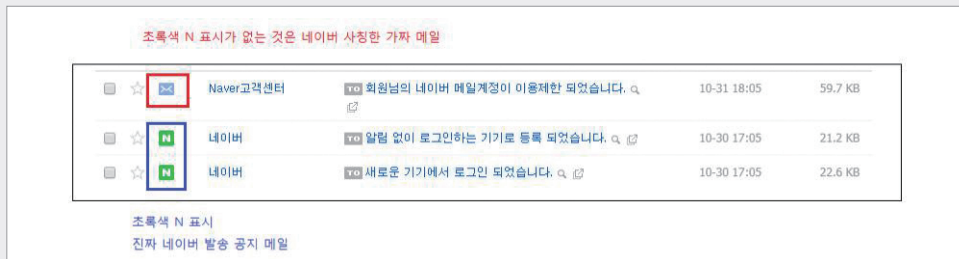 초록색 N 표시가 없는 것은 네이버 사칭한 가짜 메일
Naver고객센터 TO 회원님의 네이버 메일계정이 이용제한 되었습니다. 10-31 18:05 59.7 KB
N 네이버 TO 알림 없이 로그인하는 기기로 등록 되었습니다. 10-30 17:05 21.2 KB
N 네이버 TO 새로운 기기에서 로그인 되었습니다. 10-30 17:05 22.6 KB
초록색 N 표시
진짜 네이버 발송 공지 메일